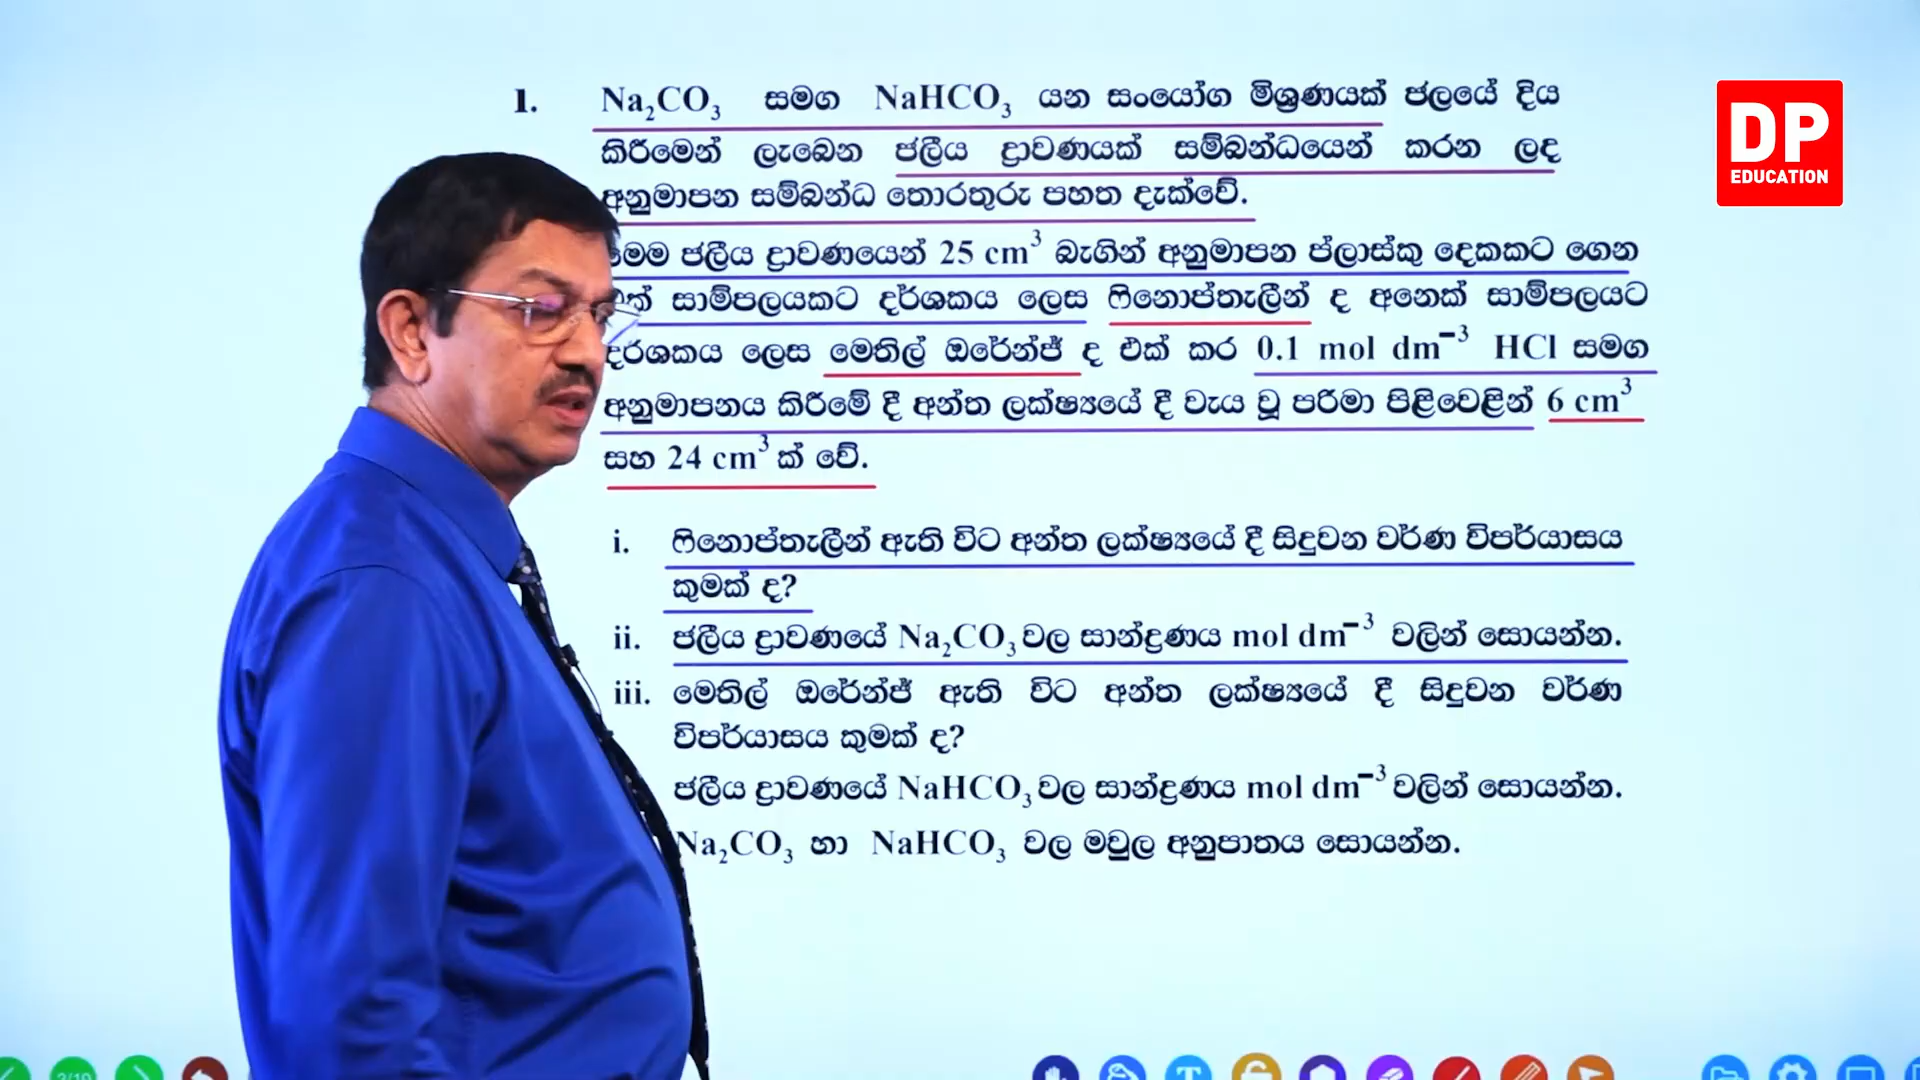 DP
EDUCATION
1. Na₂CO₃ සමග NaHCO₃ යන සංයෝග මිශ්‍රණයක් ජලයේ දිය
කිරීමෙන් ලැබෙන ජලීය ද්‍රාවණයක් සම්බන්ධයෙන් කරන ලද
අනුමාපන සම්බන්ධ තොරතුරු පහත දැක්වේ.
මෙම ජලීය ද්‍රාවණයෙන් 25 cm³ බැගින් අනුමාපන ප්ලාස්කු දෙකකට ගෙන
සාම්පලයකට දර්ශකය ලෙස ෆිනොප්තැලීන් ද අනෙක් සාම්පලයට
දර්ශකය ලෙස මෙතිල් ඔරේන්ජ් ද එක් කර 0.1 mol dm⁻³ HCl සමග
අනුමාපනය කිරීමේ දී අන්ත ලක්ෂ්‍යයේ දී වැය වූ පරිමා පිළිවෙළින් 6 cm³
සහ 24 cm³ ක් වේ.
i. ෆිනොප්තැලීන් ඇති විට අන්ත ලක්ෂ්‍යයේ දී සිදුවන වර්ණ විපර්යාසය
කුමක් ද?
ii. ජලීය ද්‍රාවණයේ Na₂CO₃ වල සාන්ද්‍රණය mol dm⁻³ වලින් සොයන්න.
iii. මෙතිල් ඔරේන්ජ් ඇති විට අන්ත ලක්ෂ්‍යයේ දී සිදුවන වර්ණ
විපර්යාසය කුමක් ද?
ජලීය ද්‍රාවණයේ NaHCO₃ වල සාන්ද්‍රණය mol dm⁻³ වලින් සොයන්න.
Na₂CO₃ හා NaHCO₃ වල මවුල අනුපාතය සොයන්න.